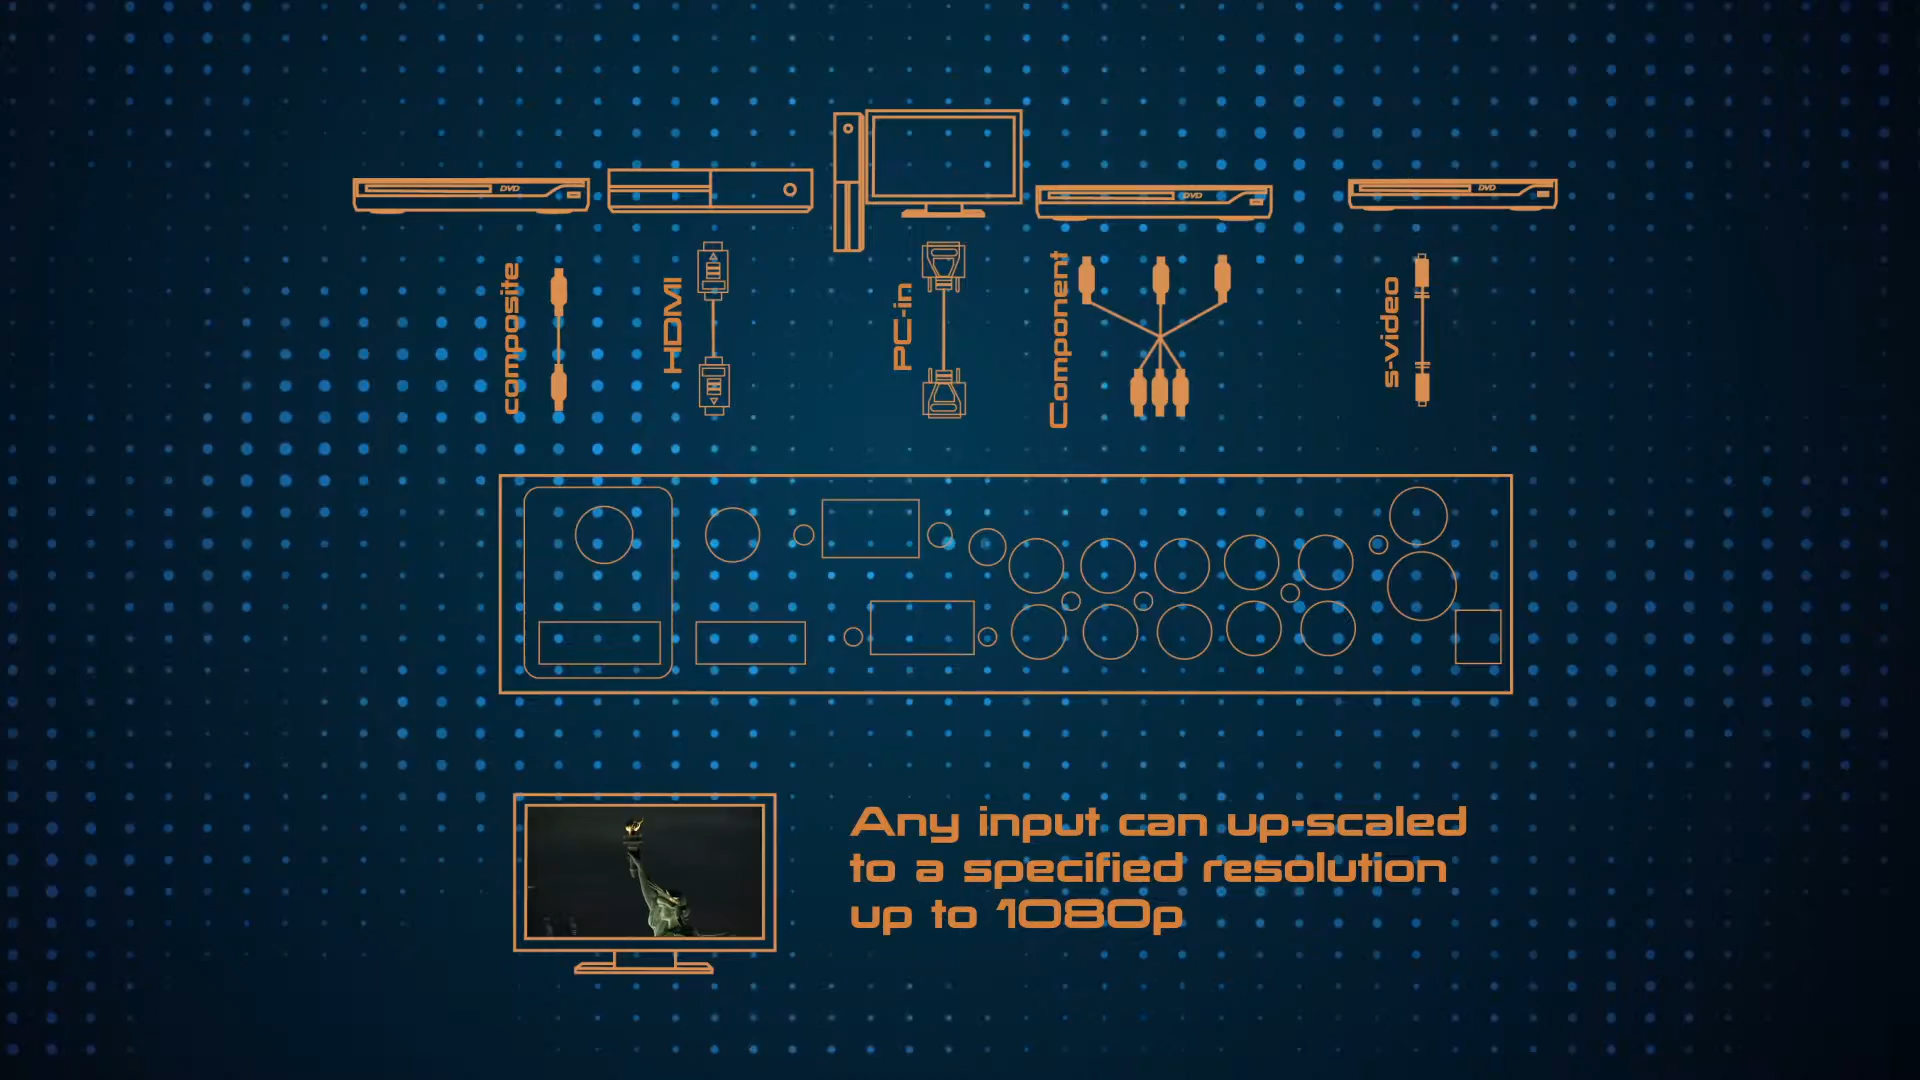 DVD
DVD
DVD
composite
HDMI
PC-in
Component
s-video
Any input can up-scaled
to a specified resolution
up to 1080p